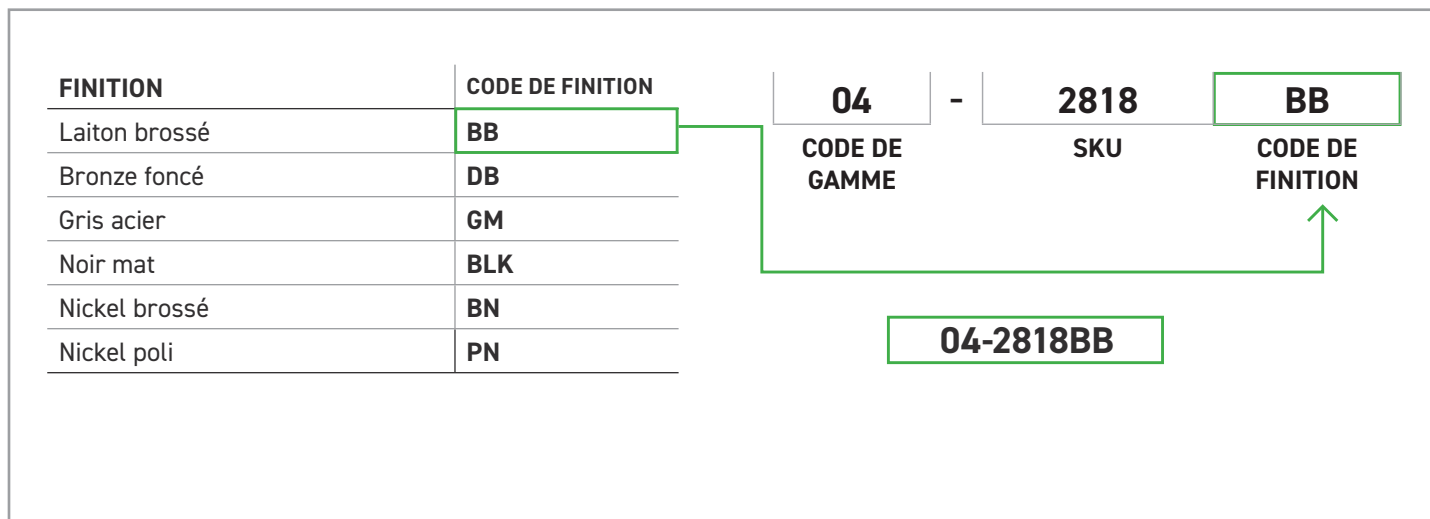 FINITION CODE DE FINITION
Laiton brossé BB
Bronze foncé DB
Gris acier GM
Noir mat BLK
Nickel brossé BN
Nickel poli PN
04 - 2818 BB
CODE DE GAMME SKU CODE DE FINITION
04-2818BB